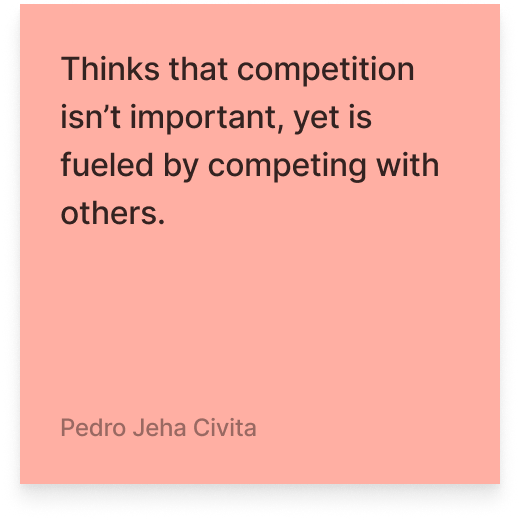 Thinks that competition
isn’t important, yet is
fueled by competing with
others.
Pedro Jeha Civita